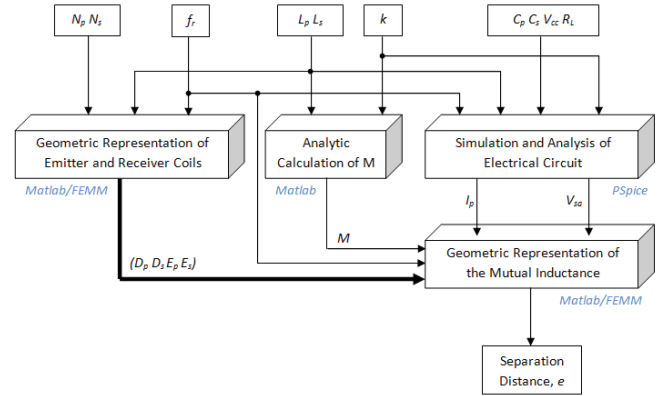 Np Ns
fr
Lp Ls
k
Cp Cs Vcc RL
Geometric Representation of
Emitter and Receiver Coils
Matlab/FEMM
Analytic
Calculation of M
Matlab
Simulation and Analysis of
Electrical Circuit
PSpice
Ip
Vsa
M
(Dp Ds Ep Es)
Geometric Representation of
the Mutual Inductance
Matlab/FEMM
Separation
Distance, e